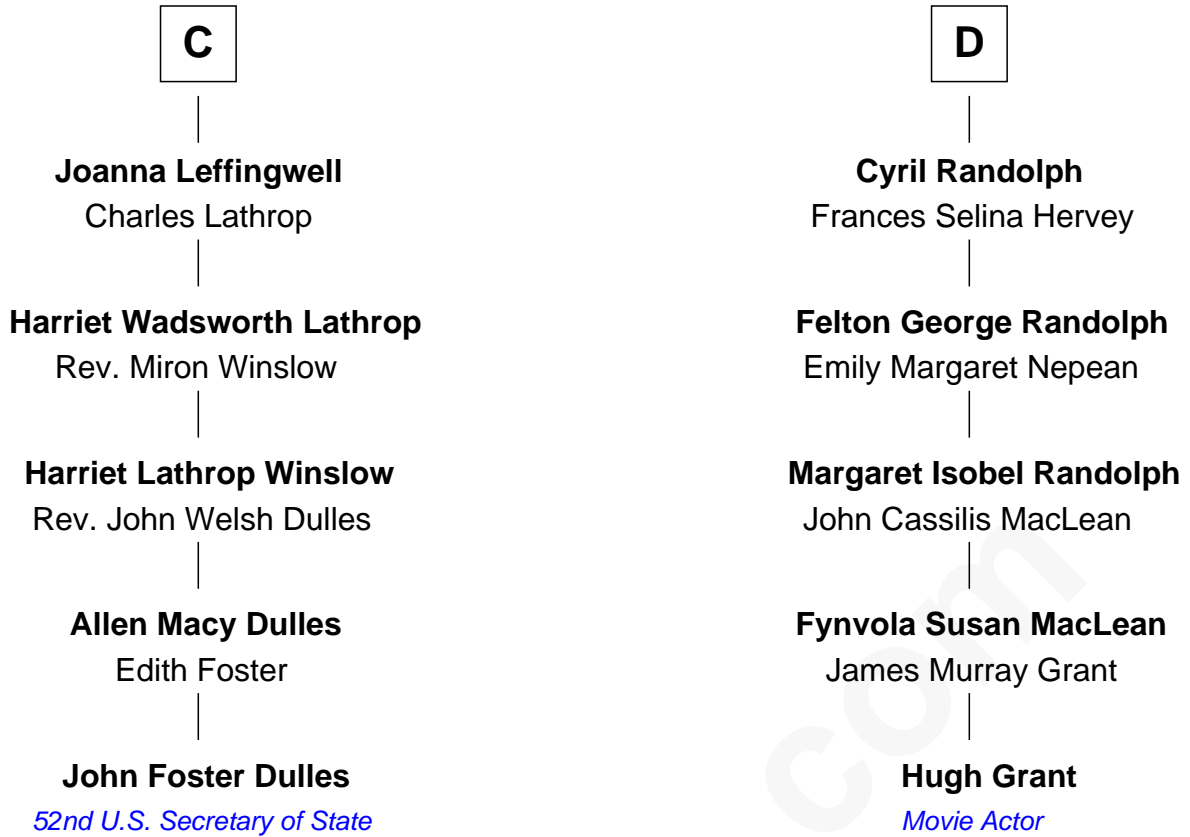 C
Joanna Leffingwell
Charles Lathrop
Harriet Wadsworth Lathrop
Rev. Miron Winslow
Harriet Lathrop Winslow
Rev. John Welsh Dulles
Allen Macy Dulles
Edith Foster
John Foster Dulles
52nd U.S. Secretary of State
D
Cyril Randolph
Frances Selina Hervey
Felton George Randolph
Emily Margaret Nepean
Margaret Isobel Randolph
John Cassilis MacLean
Fynvola Susan MacLean
James Murray Grant
Hugh Grant
Movie Actor
com